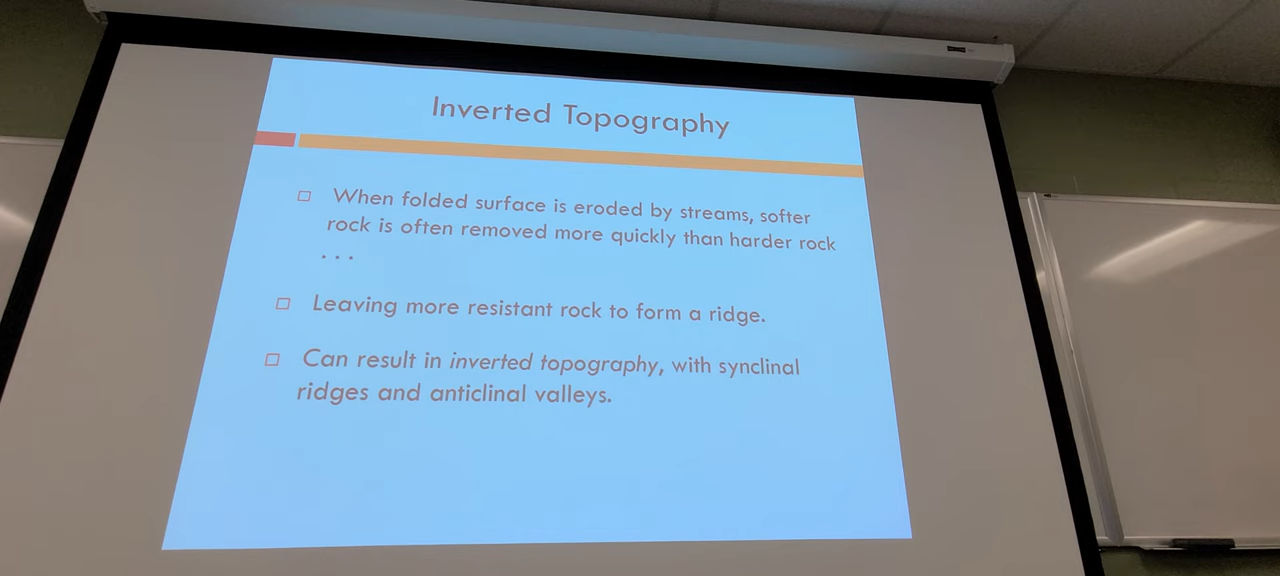 Inverted Topography
When folded surface is eroded by streams, softer
rock is often removed more quickly than harder rock
...
Leaving more resistant rock to form a ridge.
Can result in inverted topography, with synclinal
ridges and anticlinal valleys.